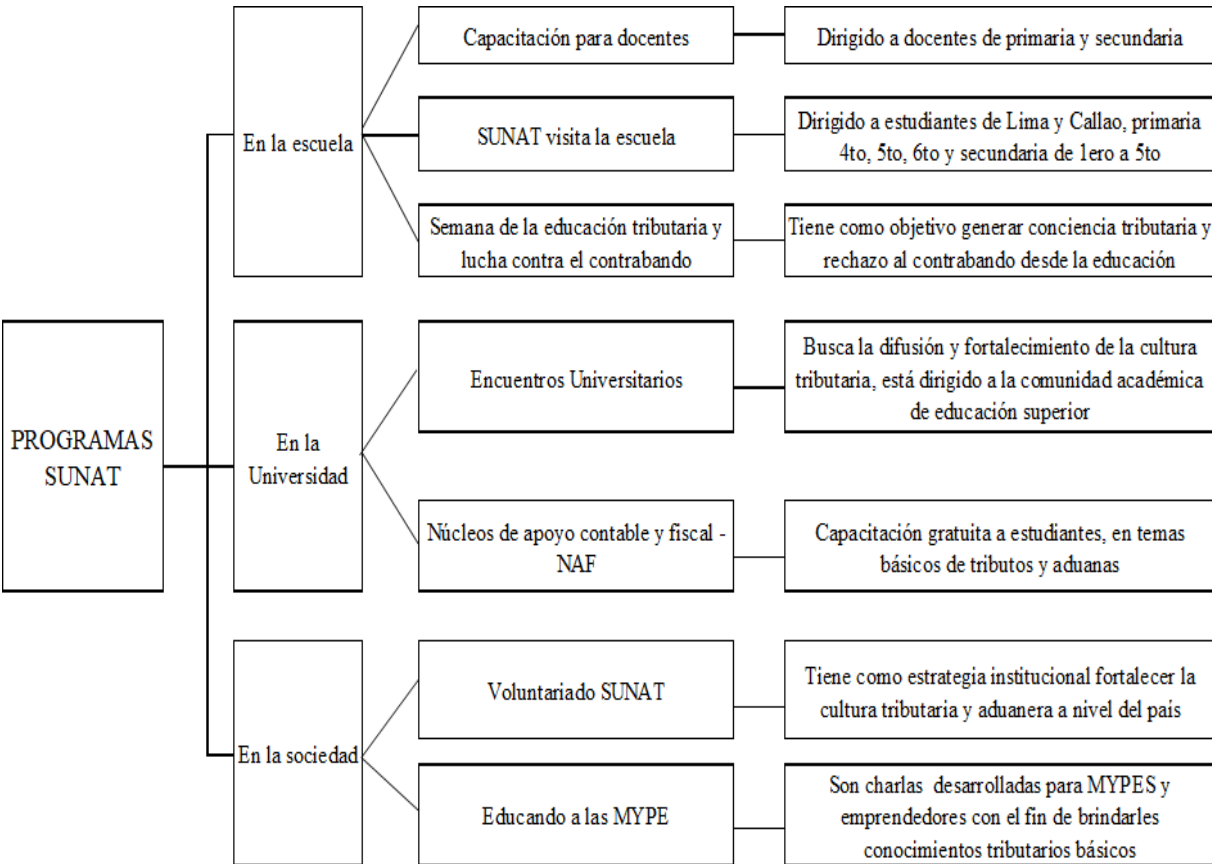 PROGRAMAS
SUNAT
En la escuela
Capacitación para docentes
Dirigido a docentes de primaria y secundaria
SUNAT visita la escuela
Dirigido a estudiantes de Lima y Callao, primaria
4to, 5to, 6to y secundaria de 1ero a 5to
Semana de la educación tributaria y
lucha contra el contrabando
Tiene como objetivo generar conciencia tributaria y
rechazo al contrabando desde la educación
En la
Universidad
Encuentros Universitarios
Busca la difusión y fortalecimiento de la cultura
tributaria, está dirigido a la comunidad académica
de educación superior
Núcleos de apoyo contable y fiscal -
NAF
Capacitación gratuita a estudiantes, en temas
básicos de tributos y aduanas
En la sociedad
Voluntariado SUNAT
Tiene como estrategia institucional fortalecer la
cultura tributaria y aduanera a nivel del país
Educando a las MYPE
Son charlas desarrolladas para MYPES y
emprendedores con el fin de brindarles
conocimientos tributarios básicos